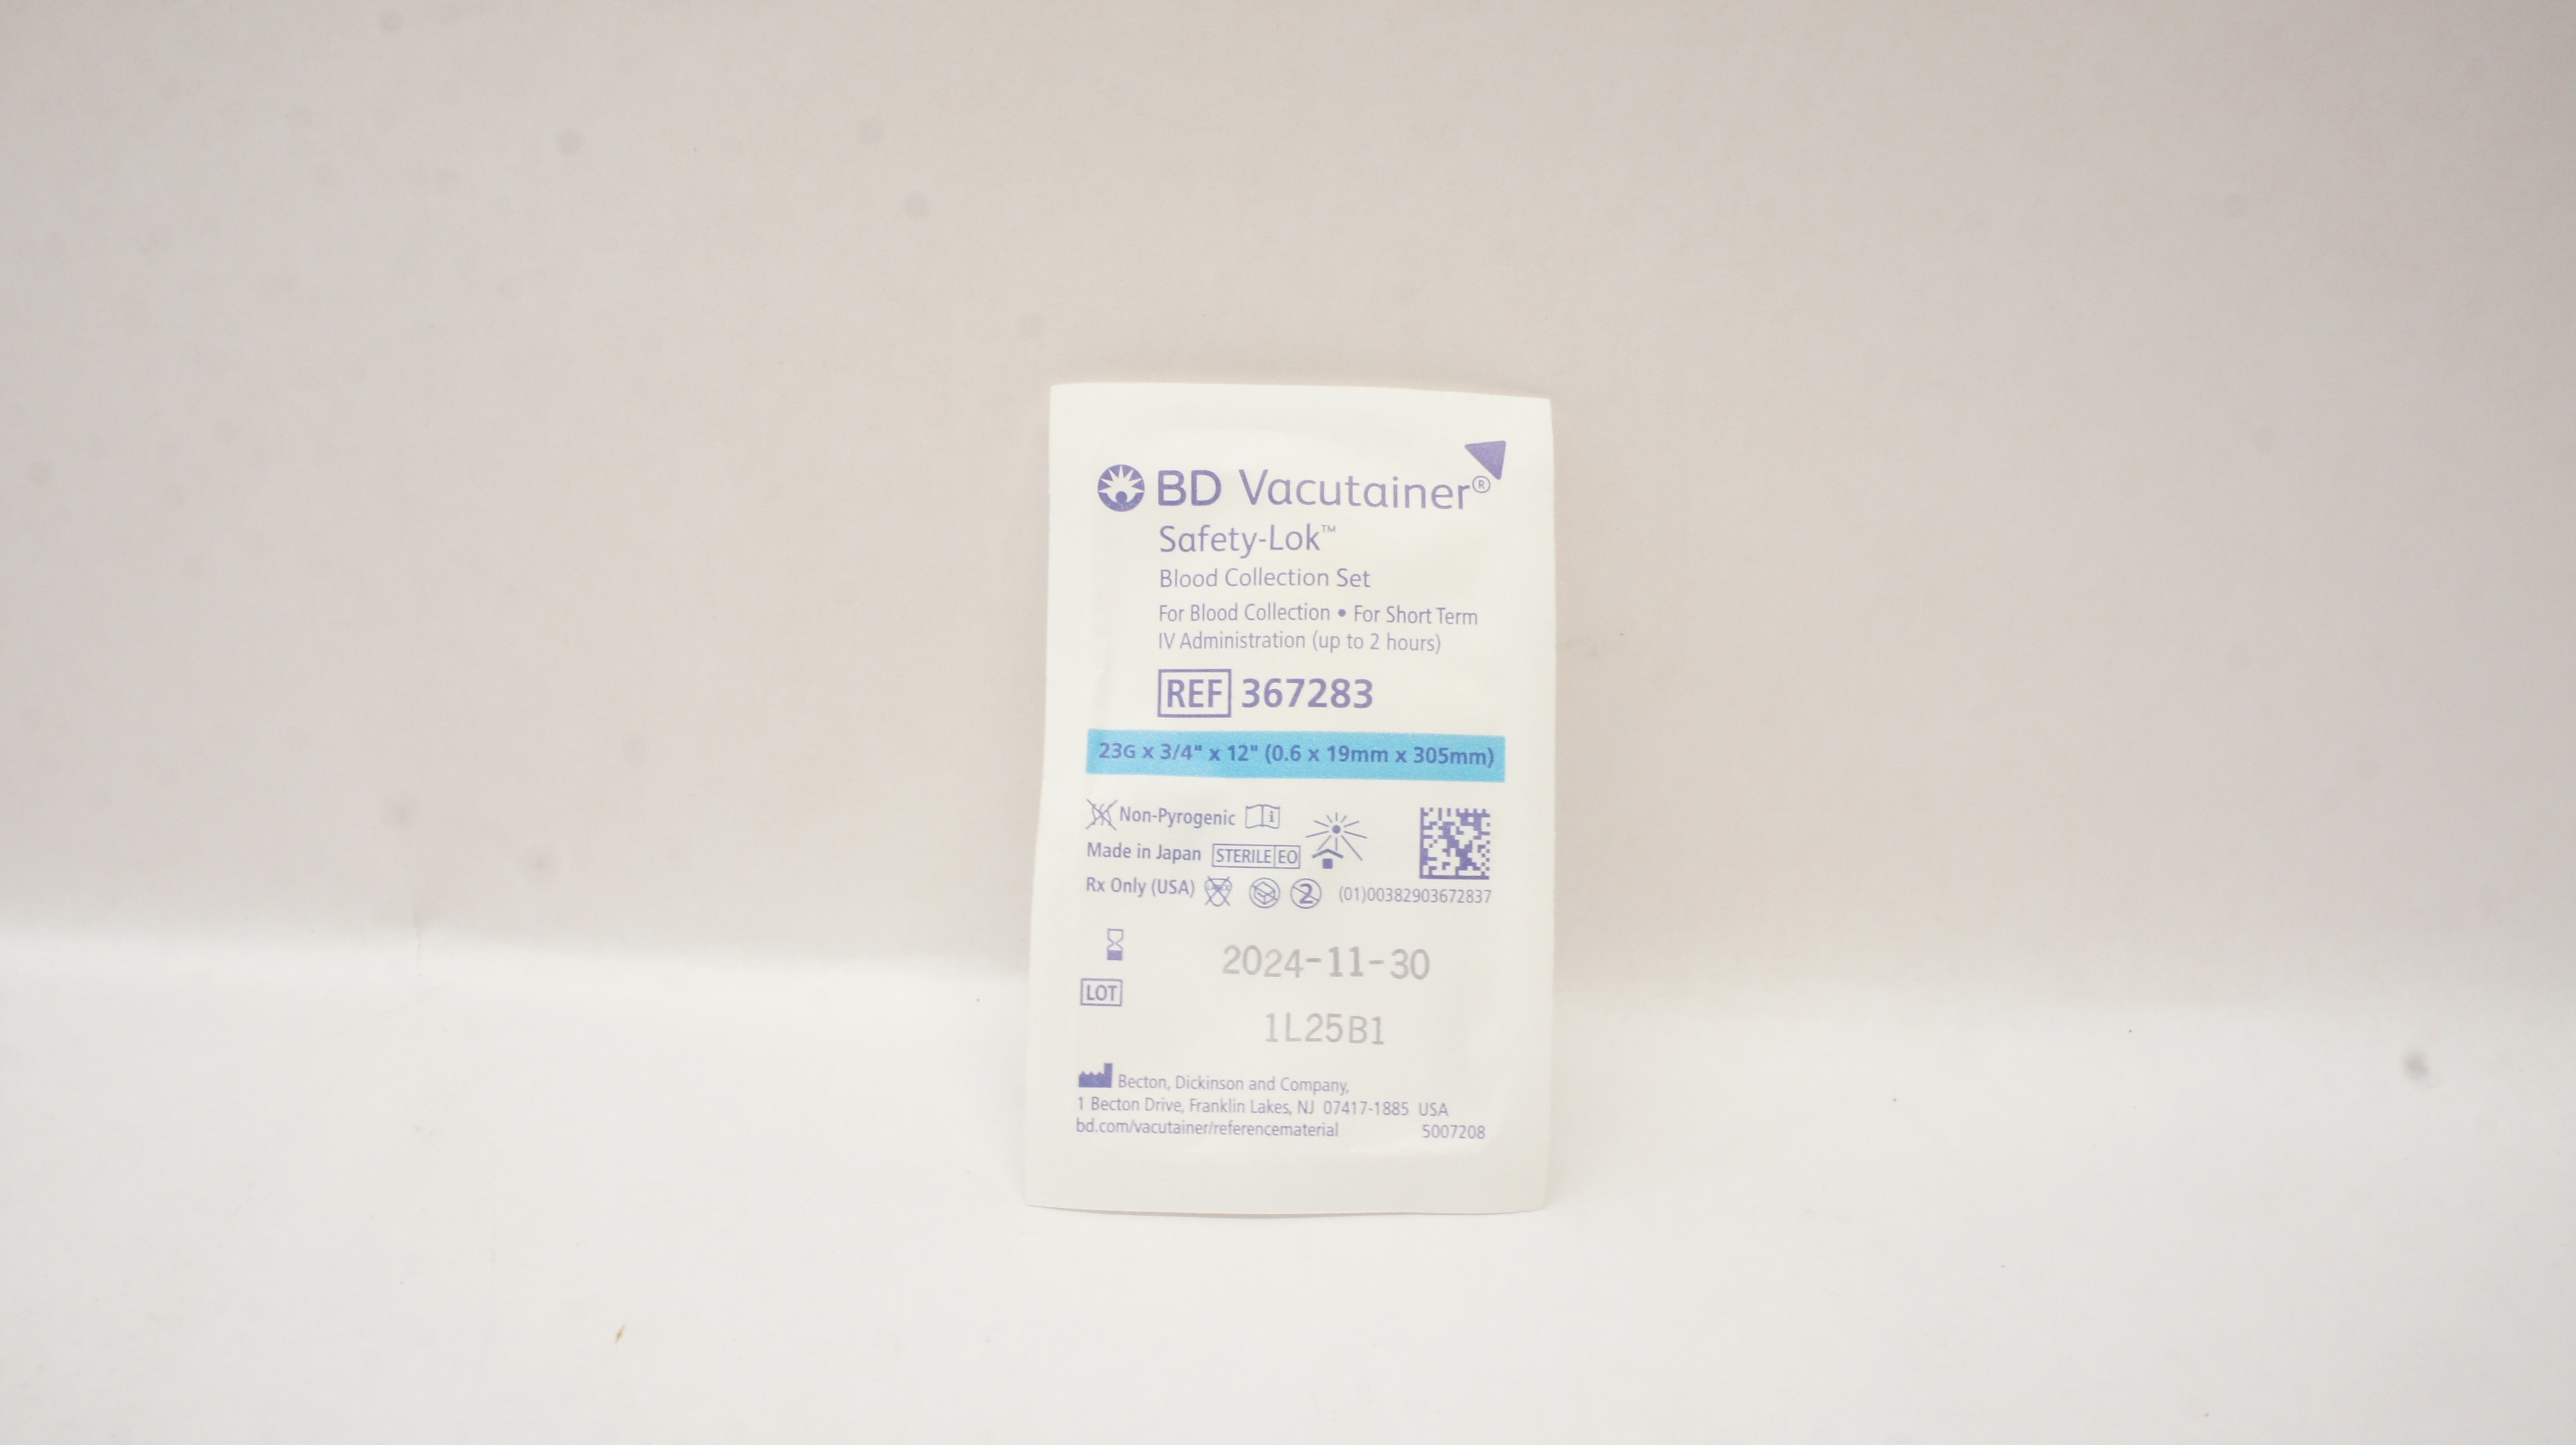 BD Vacutainer®
Safety-Lok™
Blood Collection Set
For Blood Collection • For Short Term
IV Administration (up to 2 hours)
REF 367283
23G x 3/4" x 12" (0.6 x 19mm x 305mm)
Non-Pyrogenic
Made in Japan STERILE EO
Rx Only (USA) 2 (01)00382903672837
2024-11-30
LOT
1L25B1
Becton, Dickinson and Company,
1 Becton Drive, Franklin Lakes, NJ 07417-1885 USA
bd.com/vacutainer/referencematerial 5007208